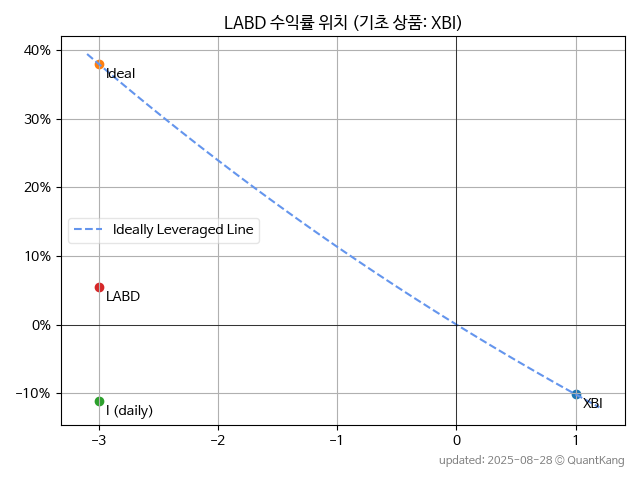 LABD 수익률 위치 (기초 상품: XBI)
40%
Ideal
30%
20%
Ideally Leveraged Line
10%
LABD
0%
−10%
I (daily)
XBI
−3
−2
−1
0
1
updated: 2025-08-28 © QuantKang